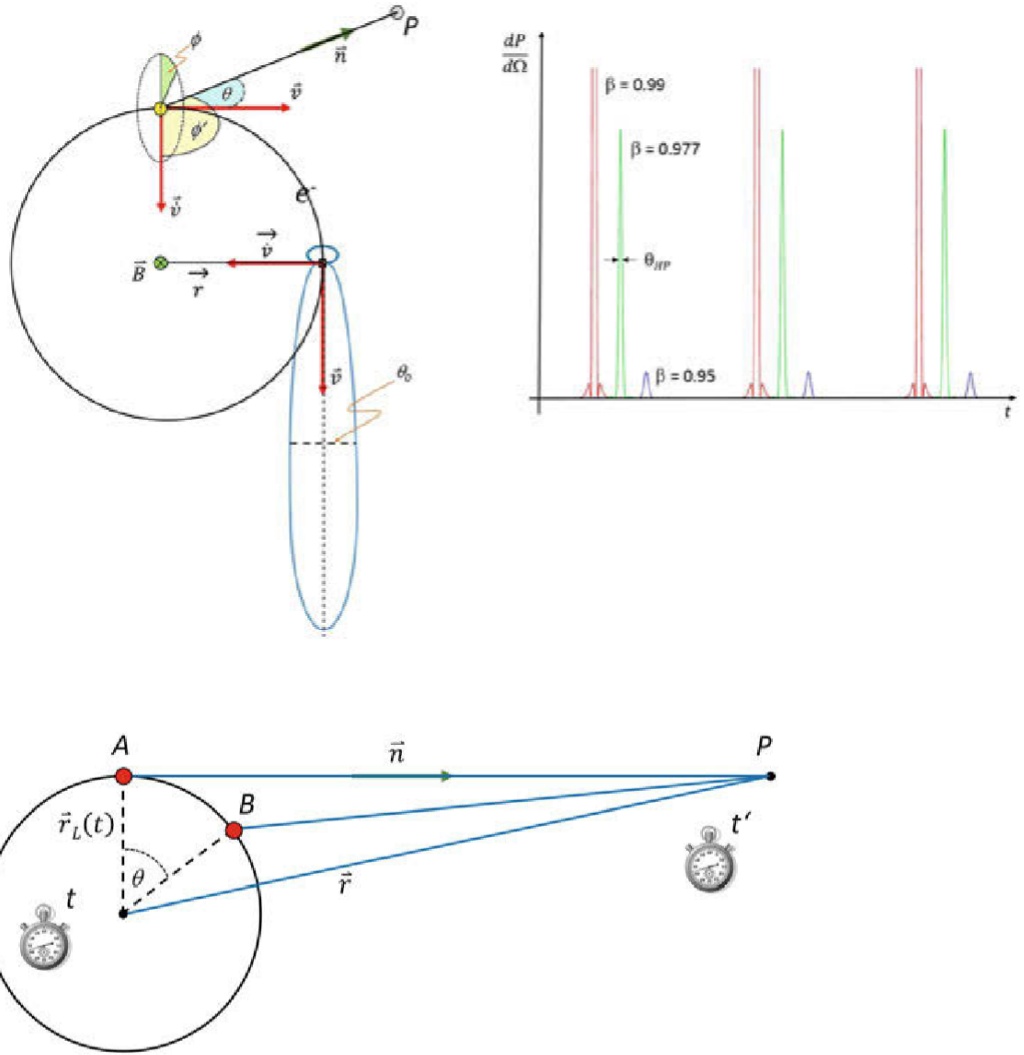 P
ϕ
n⃗
θ
v⃗
ϕ'
v̇⃗
e⁻
B⃗
v̇⃗
r⃗
v⃗
θ₀
dP
dΩ
β = 0.99
β = 0.977
θ_HP
β = 0.95
t
A
n⃗
P
r⃗_L(t)
B
θ
t
r⃗
t′